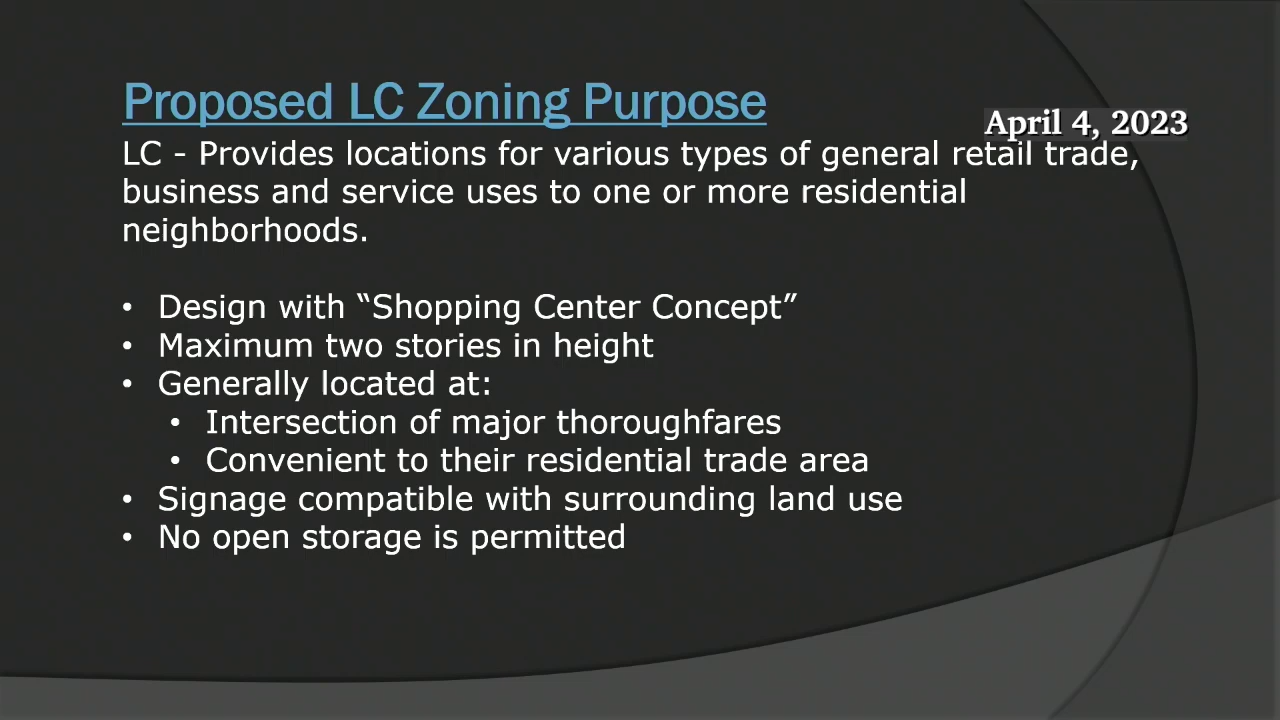 Proposed LC Zoning Purpose
April 4, 2023
LC - Provides locations for various types of general retail trade,
business and service uses to one or more residential
neighborhoods.
• Design with “Shopping Center Concept”
• Maximum two stories in height
• Generally located at:
• Intersection of major thoroughfares
• Convenient to their residential trade area
• Signage compatible with surrounding land use
• No open storage is permitted